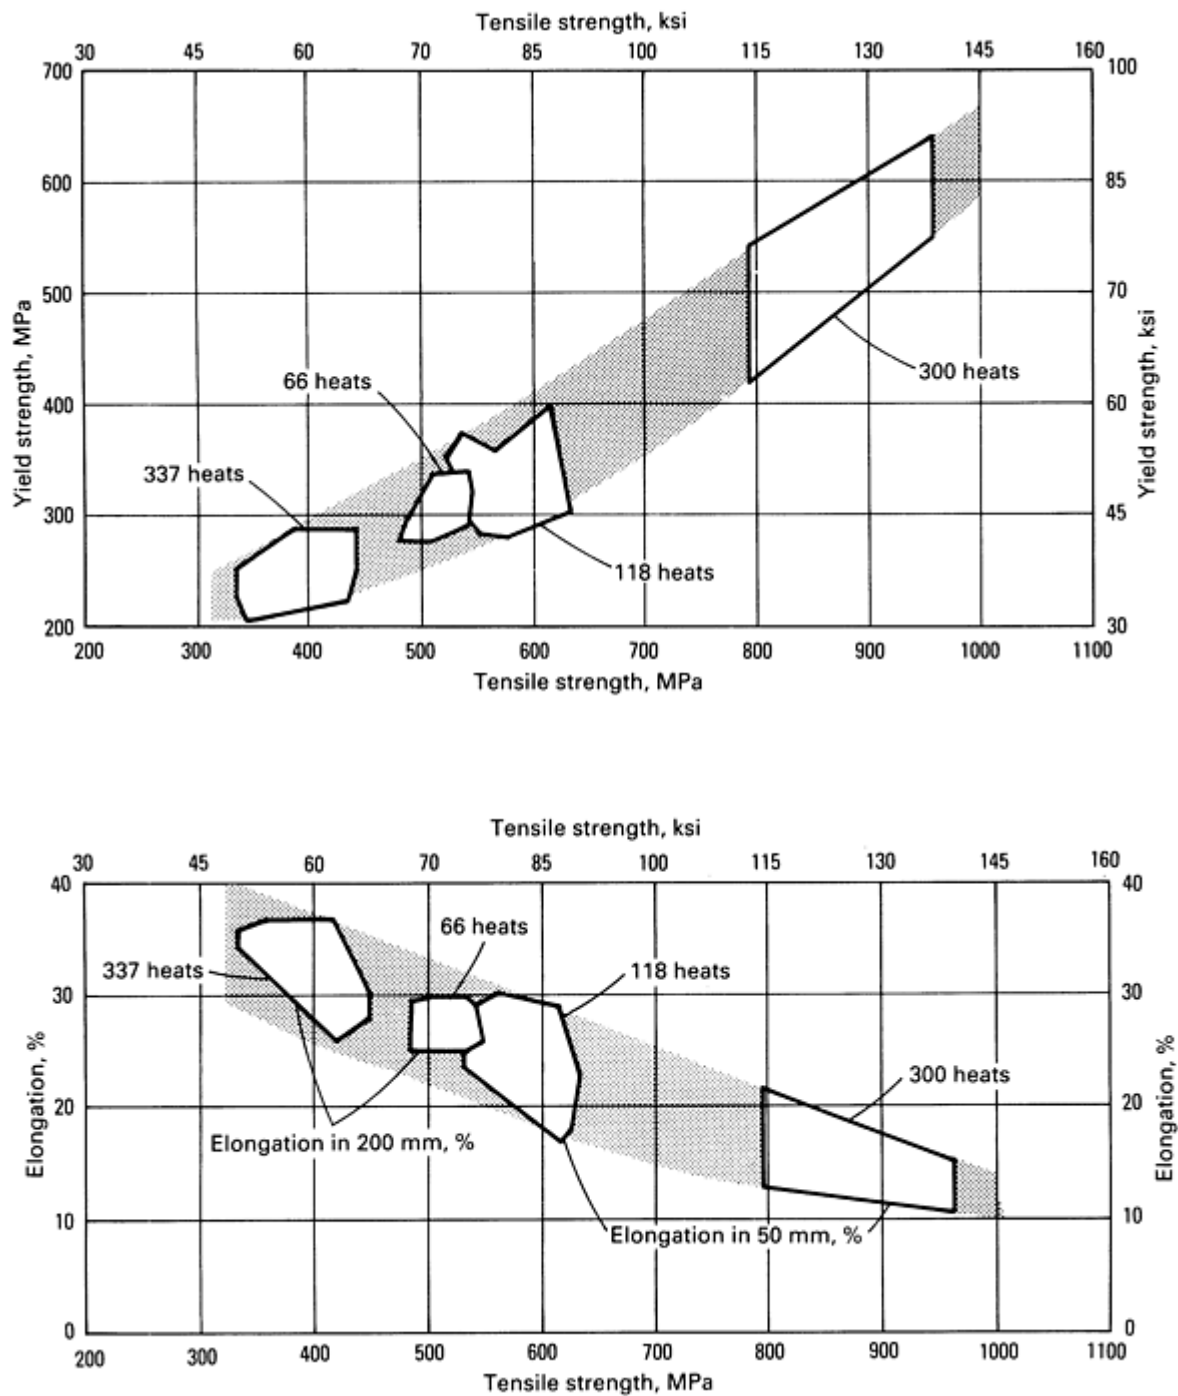 Tensile strength, ksi
30 45 60 70 87 100 115 130 145 160
700 100
600 85
500 70
Yield strength, MPa
Yield strength, ksi
66 heats
300 heats
400 60
337 heats
300 45
118 heats
200 30
200 300 400 500 600 700 800 900 1000 1100
Tensile strength, MPa
Tensile strength, ksi
30 45 60 70 87 100 115 130 145 160
40 40
66 heats
337 heats
118 heats
30 30
Elongation, %
Elongation, %
300 heats
20 20
Elongation in 200 mm, %
Elongation in 50 mm, %
10 10
0 0
200 300 400 500 600 700 800 900 1000 1100
Tensile strength, MPa